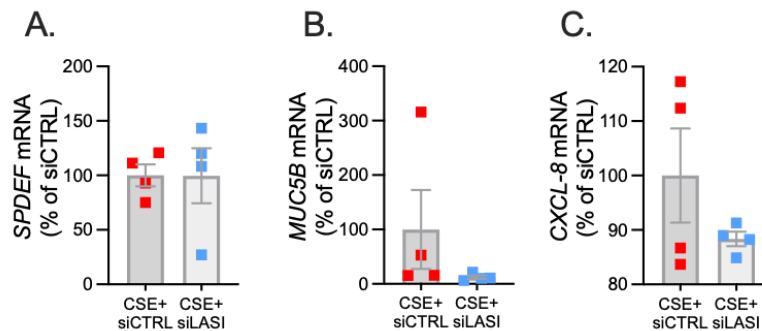 A.
SPDEF mRNA
(% of siCTRL)
200
150
100
50
0
CSE+
siCTRL
CSE+
siLASI
B.
MUC5B mRNA
(% of siCTRL)
400
300
200
100
0
CSE+
siCTRL
CSE+
siLASI
C.
CXCL-8 mRNA
(% of siCTRL)
120
110
100
90
80
CSE+
siCTRL
CSE+
siLASI